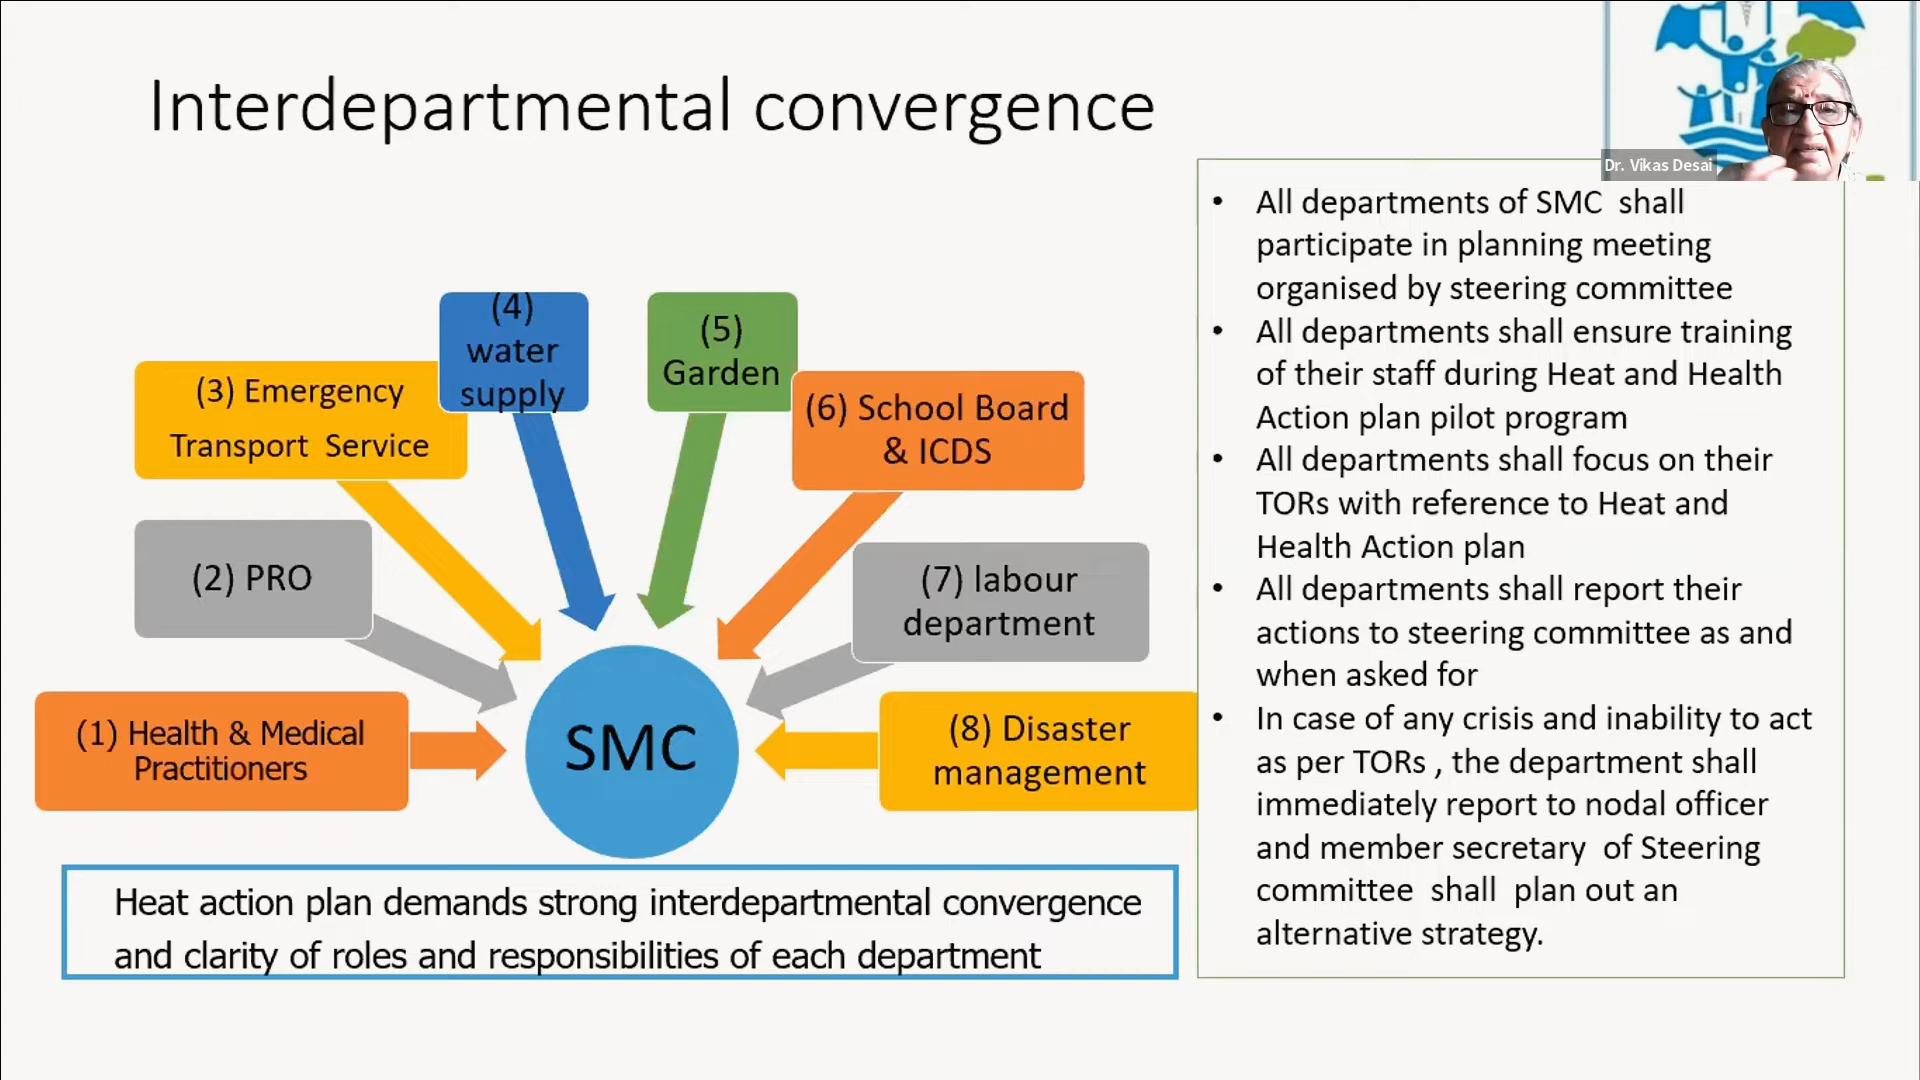 Interdepartmental convergence
Dr. Vikas Desai
(1) Health & Medical
Practitioners
(2) PRO
(3) Emergency
Transport Service
(4)
water
supply
(5)
Garden
(6) School Board
& ICDS
(7) labour
department
(8) Disaster
management
SMC
Heat action plan demands strong interdepartmental convergence
and clarity of roles and responsibilities of each department
• All departments of SMC shall
participate in planning meeting
organised by steering committee
• All departments shall ensure training
of their staff during Heat and Health
Action plan pilot program
• All departments shall focus on their
TORs with reference to Heat and
Health Action plan
• All departments shall report their
actions to steering committee as and
when asked for
• In case of any crisis and inability to act
as per TORs , the department shall
immediately report to nodal officer
and member secretary of Steering
committee shall plan out an
alternative strategy.